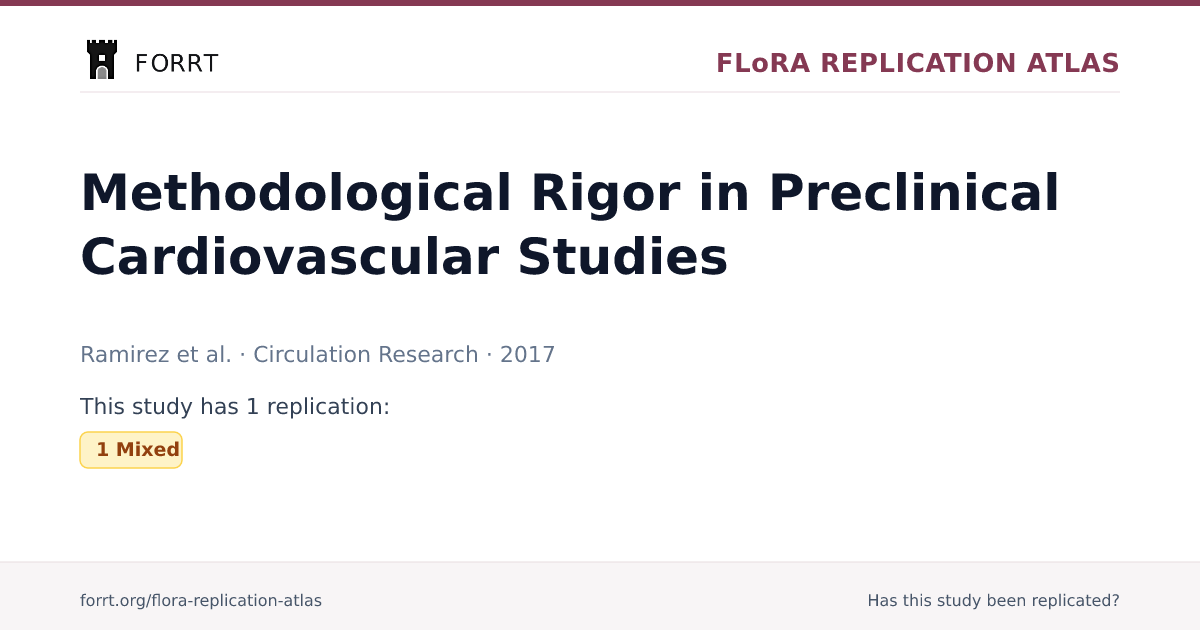 FORRT
FLoRA REPLICATION ATLAS
Methodological Rigor in Preclinical
Cardiovascular Studies
Ramirez et al. · Circulation Research · 2017
This study has 1 replication:
1 Mixed
forrt.org/flora-replication-atlas
Has this study been replicated?